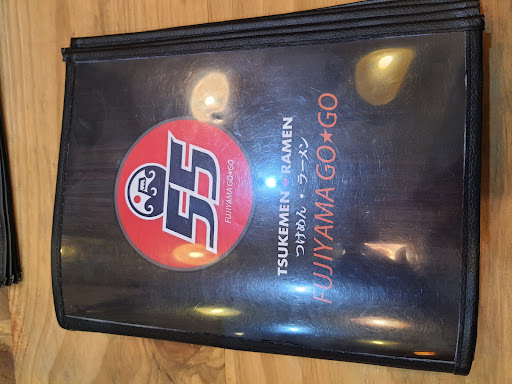 55
FUJIYAMA GO★GO
TSUKEMEN ★ RAMEN
つけめん・ラーメン
FUJIYAMA GO★GO